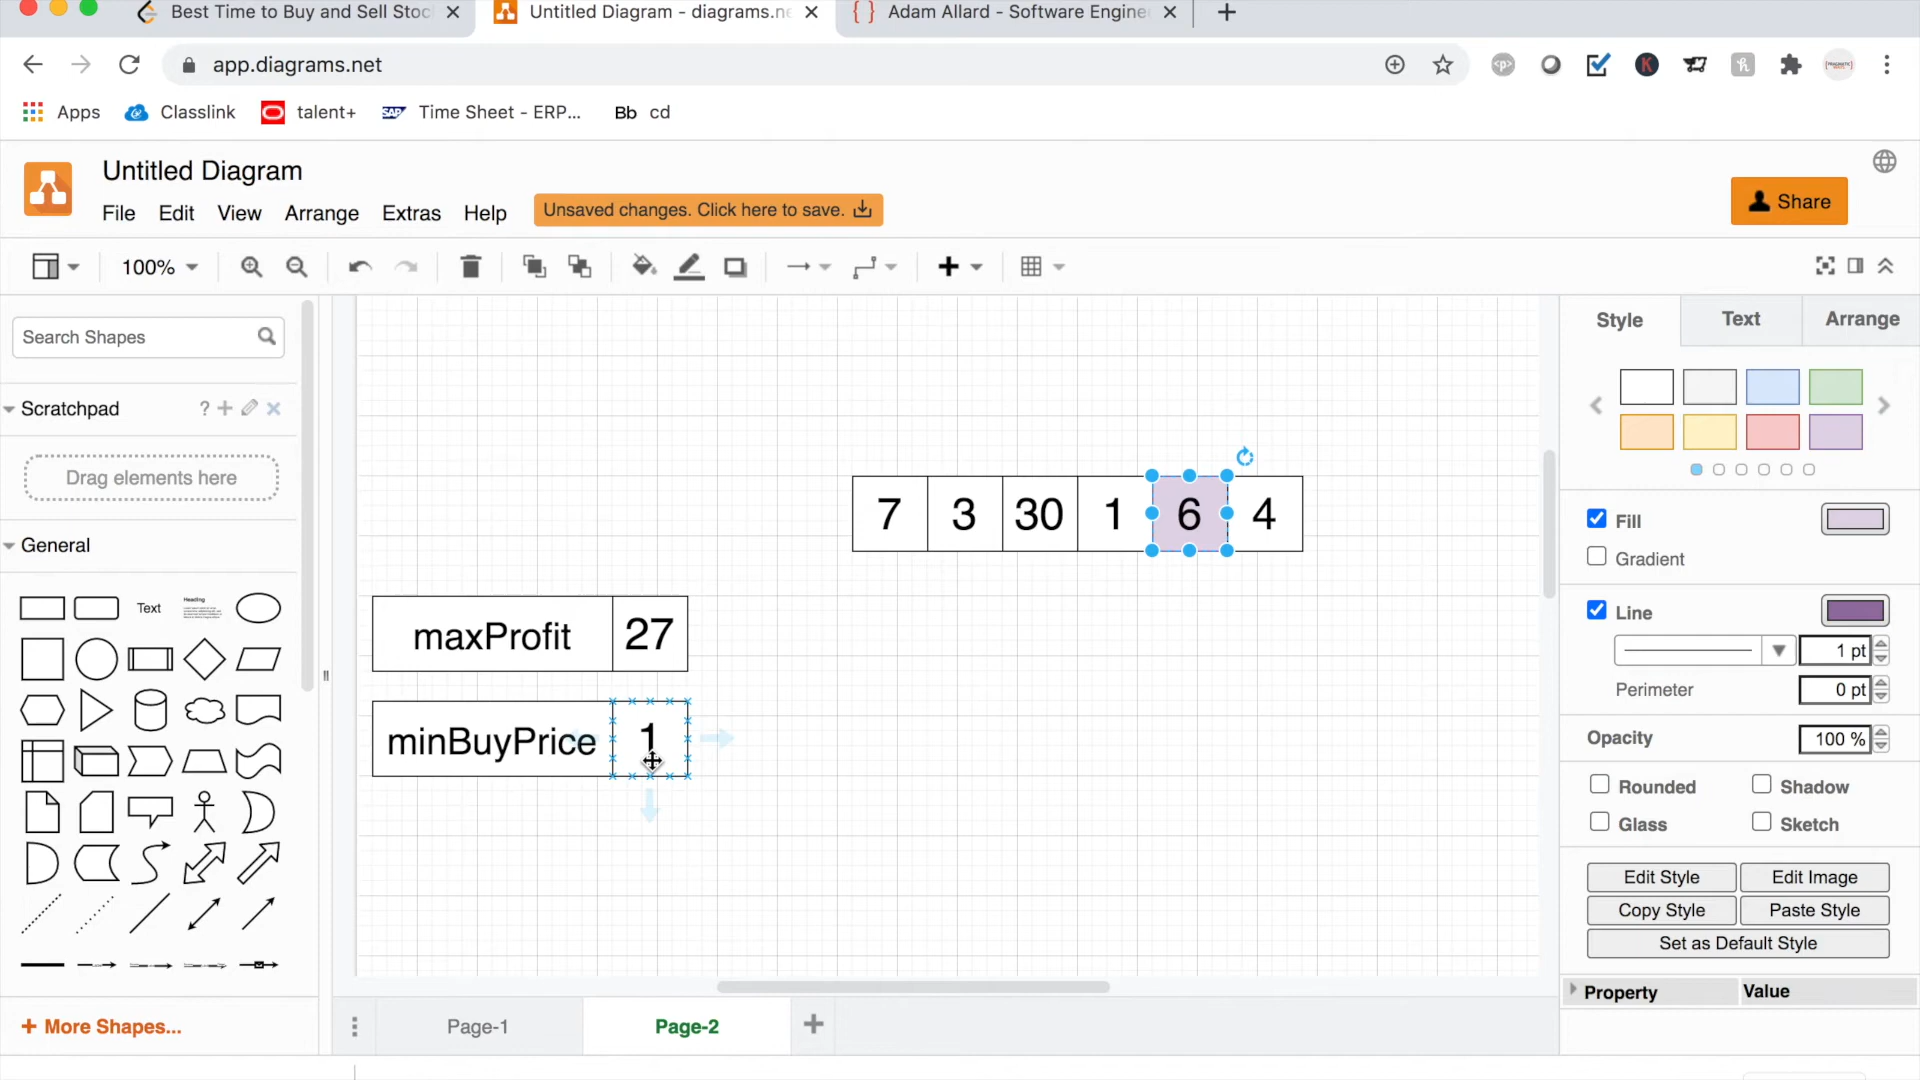 Best Time to Buy and Sell Stoc
Untitled Diagram - diagrams.ne
{ } Adam Allard - Software Enginee
app.diagrams.net
Apps
Classlink
talent+
SAP
Time Sheet - ERP...
Bb
cd
Untitled Diagram
File
Edit
View
Arrange
Extras
Help
Unsaved changes. Click here to save.
Share
100%
Search Shapes
Scratchpad
?
Drag elements here
General
Text
Heading
More Shapes...
7
3
30
1
6
4
maxProfit
27
minBuyPrice
1
Page-1
Page-2
Style
Text
Arrange
Fill
Gradient
Line
1 pt
Perimeter
0 pt
Opacity
100 %
Rounded
Shadow
Glass
Sketch
Edit Style
Edit Image
Copy Style
Paste Style
Set as Default Style
Property
Value